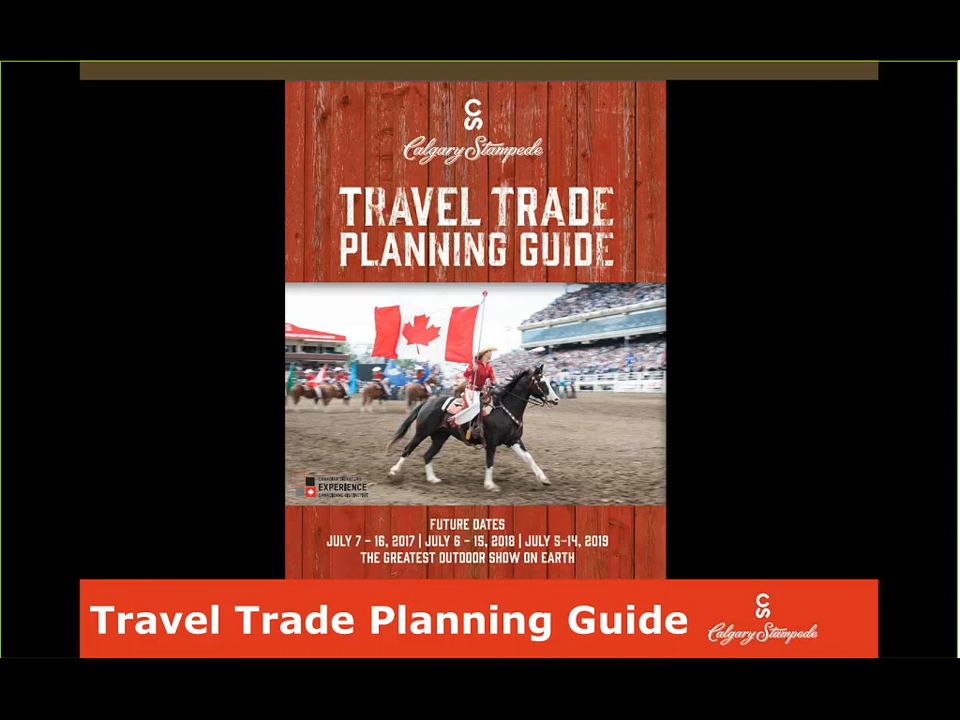 CS
Calgary Stampede
TRAVEL TRADE
PLANNING GUIDE
EXPERIENCE
FUTURE DATES
JULY 7 – 16, 2017 | JULY 6 – 15, 2018 | JULY 5–14, 2019
THE GREATEST OUTDOOR SHOW ON EARTH
Travel Trade Planning Guide
CS
Calgary Stampede